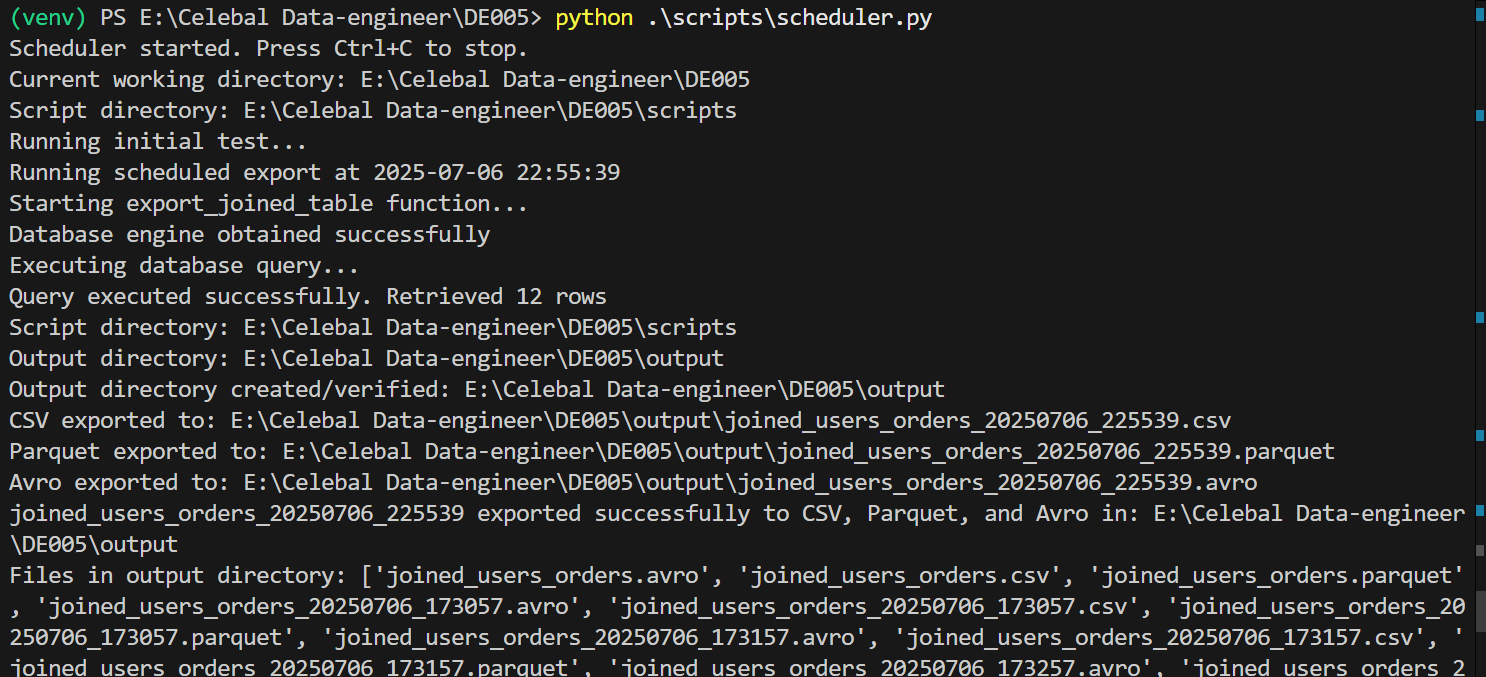 (venv) PS E:\Celebal Data-engineer\DE005> python .\scripts\scheduler.py
Scheduler started. Press Ctrl+C to stop.
Current working directory: E:\Celebal Data-engineer\DE005
Script directory: E:\Celebal Data-engineer\DE005\scripts
Running initial test...
Running scheduled export at 2025-07-06 22:55:39
Starting export_joined_table function...
Database engine obtained successfully
Executing database query...
Query executed successfully. Retrieved 12 rows
Script directory: E:\Celebal Data-engineer\DE005\scripts
Output directory: E:\Celebal Data-engineer\DE005\output
Output directory created/verified: E:\Celebal Data-engineer\DE005\output
CSV exported to: E:\Celebal Data-engineer\DE005\output\joined_users_orders_20250706_225539.csv
Parquet exported to: E:\Celebal Data-engineer\DE005\output\joined_users_orders_20250706_225539.parquet
Avro exported to: E:\Celebal Data-engineer\DE005\output\joined_users_orders_20250706_225539.avro
joined_users_orders_20250706_225539 exported successfully to CSV, Parquet, and Avro in: E:\Celebal Data-engineer
\DE005\output
Files in output directory: ['joined_users_orders.avro', 'joined_users_orders.csv', 'joined_users_orders.parquet'
, 'joined_users_orders_20250706_173057.avro', 'joined_users_orders_20250706_173057.csv', 'joined_users_orders_20
250706_173057.parquet', 'joined_users_orders_20250706_173157.avro', 'joined_users_orders_20250706_173157.csv', '
joined_users_orders_20250706_173157.parquet', 'joined_users_orders_20250706_173257.avro', 'joined_users_orders_2